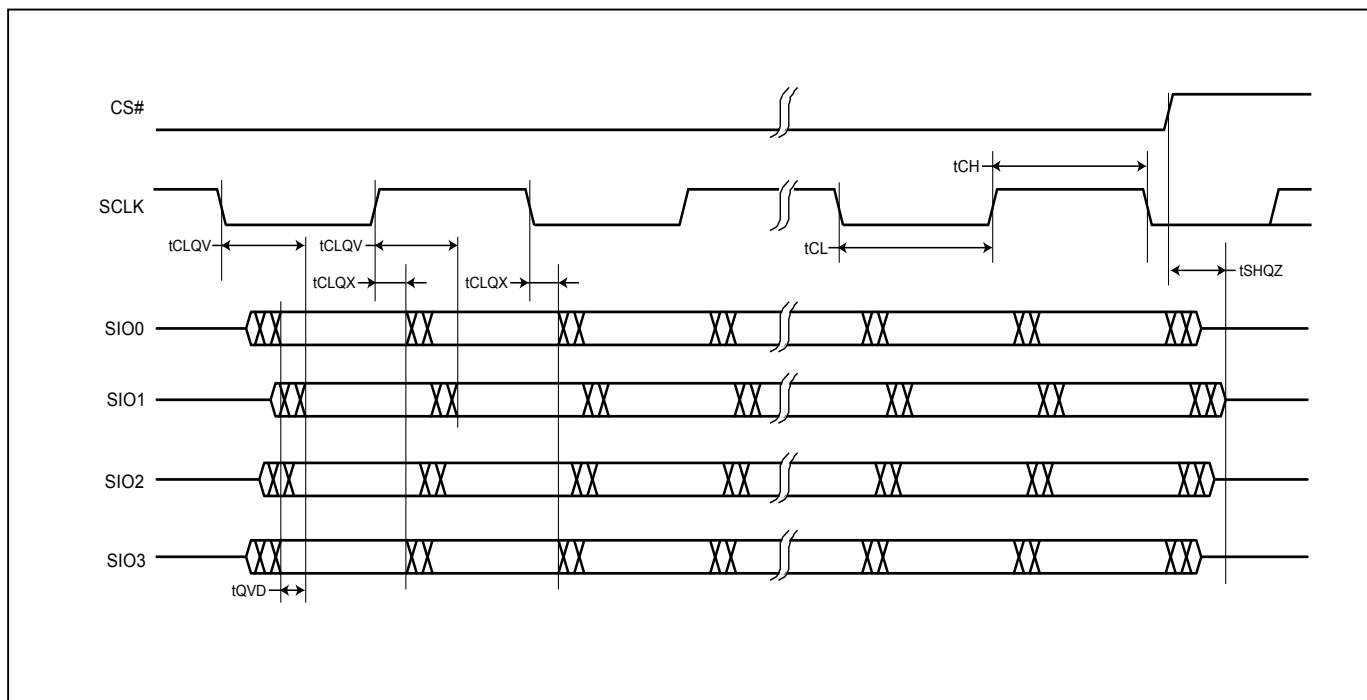 CS#
tCH
SCLK
tCLQV
tCLQV
tCL
tSHQZ
tCLQX
tCLQX
SIO0
SIO1
SIO2
SIO3
tQVD